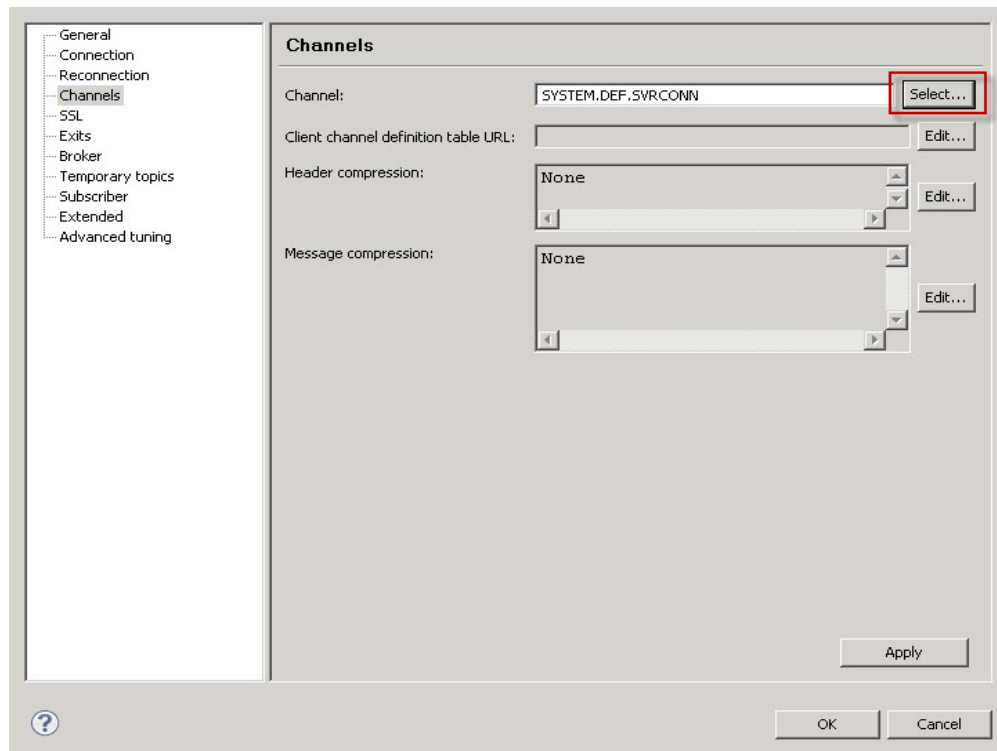 General
Connection
Reconnection
Channels
SSL
Exits
Broker
Temporary topics
Subscriber
Extended
Advanced tuning
Channels
Channel: SYSTEM.DEF.SVRCONN Select...
Client channel definition table URL: Edit...
Header compression: None Edit...
Message compression: None Edit...
Apply
? OK Cancel